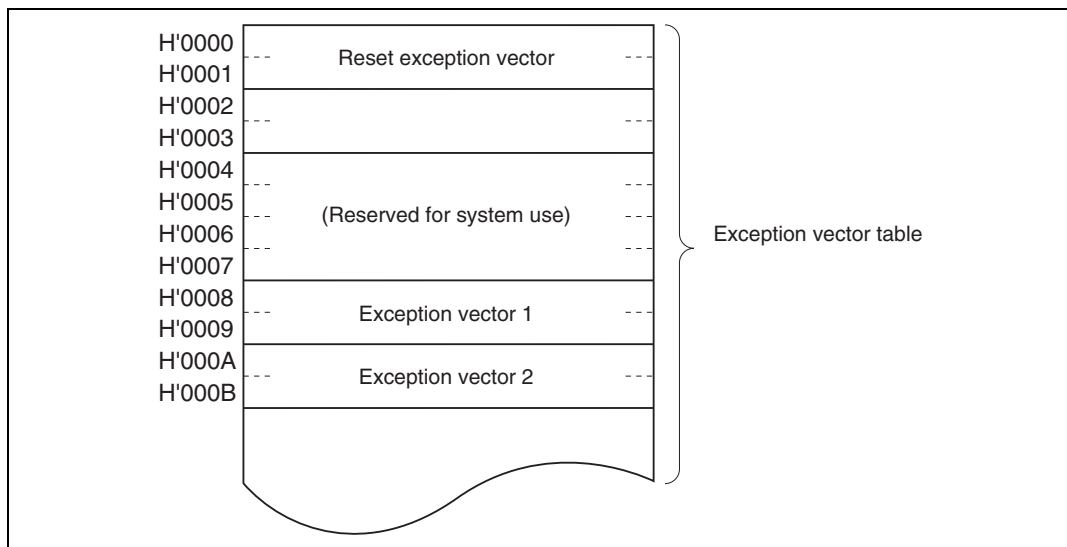 H'0000
Reset exception vector
H'0001
H'0002
H'0003
H'0004
H'0005
(Reserved for system use)
H'0006
Exception vector table
H'0007
H'0008
Exception vector 1
H'0009
H'000A
Exception vector 2
H'000B